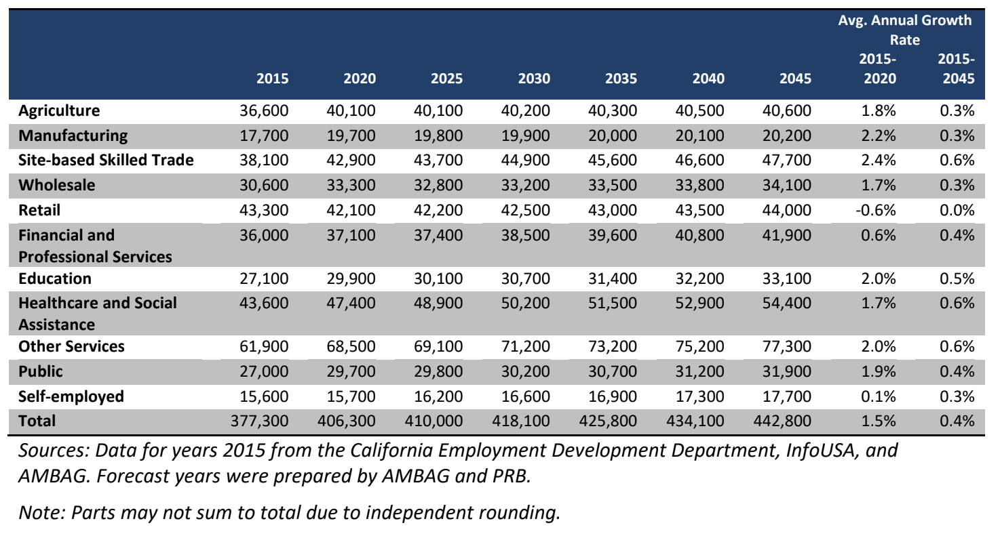 Avg. Annual Growth
Rate
2015- 2015-
2015 2020 2025 2030 2035 2040 2045 2020 2045
Agriculture 36,600 40,100 40,100 40,200 40,300 40,500 40,600 1.8% 0.3%
Manufacturing 17,700 19,700 19,800 19,900 20,000 20,100 20,200 2.2% 0.3%
Site-based Skilled Trade 38,100 42,900 43,700 44,900 45,600 46,600 47,700 2.4% 0.6%
Wholesale 30,600 33,300 32,800 33,200 33,500 33,800 34,100 1.7% 0.3%
Retail 43,300 42,100 42,200 42,500 43,000 43,500 44,000 -0.6% 0.0%
Financial and 36,000 37,100 37,400 38,500 39,600 40,800 41,900 0.6% 0.4%
Professional Services
Education 27,100 29,900 30,100 30,700 31,400 32,200 33,100 2.0% 0.5%
Healthcare and Social 43,600 47,400 48,900 50,200 51,500 52,900 54,400 1.7% 0.6%
Assistance
Other Services 61,900 68,500 69,100 71,200 73,200 75,200 77,300 2.0% 0.6%
Public 27,000 29,700 29,800 30,200 30,700 31,200 31,900 1.9% 0.4%
Self-employed 15,600 15,700 16,200 16,600 16,900 17,300 17,700 0.1% 0.3%
Total 377,300 406,300 410,000 418,100 425,800 434,100 442,800 1.5% 0.4%
Sources: Data for years 2015 from the California Employment Development Department, InfoUSA, and
AMBAG. Forecast years were prepared by AMBAG and PRB.
Note: Parts may not sum to total due to independent rounding.